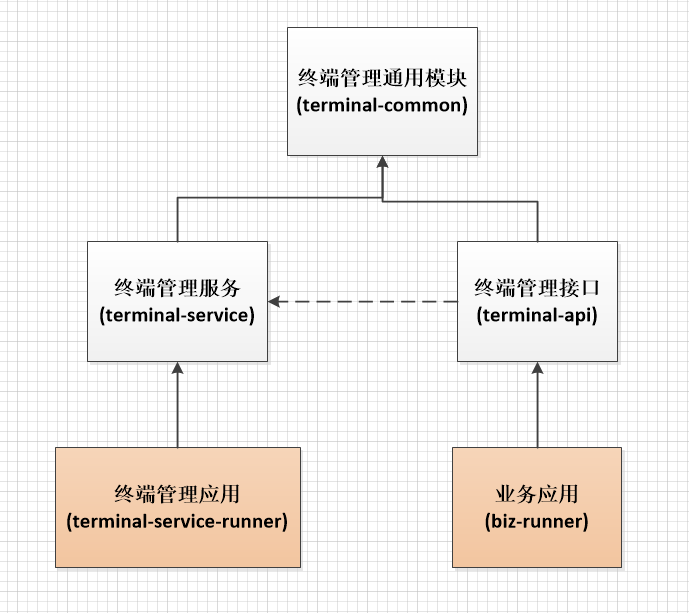 终端管理通用模块
(terminal-common)
终端管理服务
(terminal-service)
终端管理接口
(terminal-api)
终端管理应用
(terminal-service-runner)
业务应用
(biz-runner)